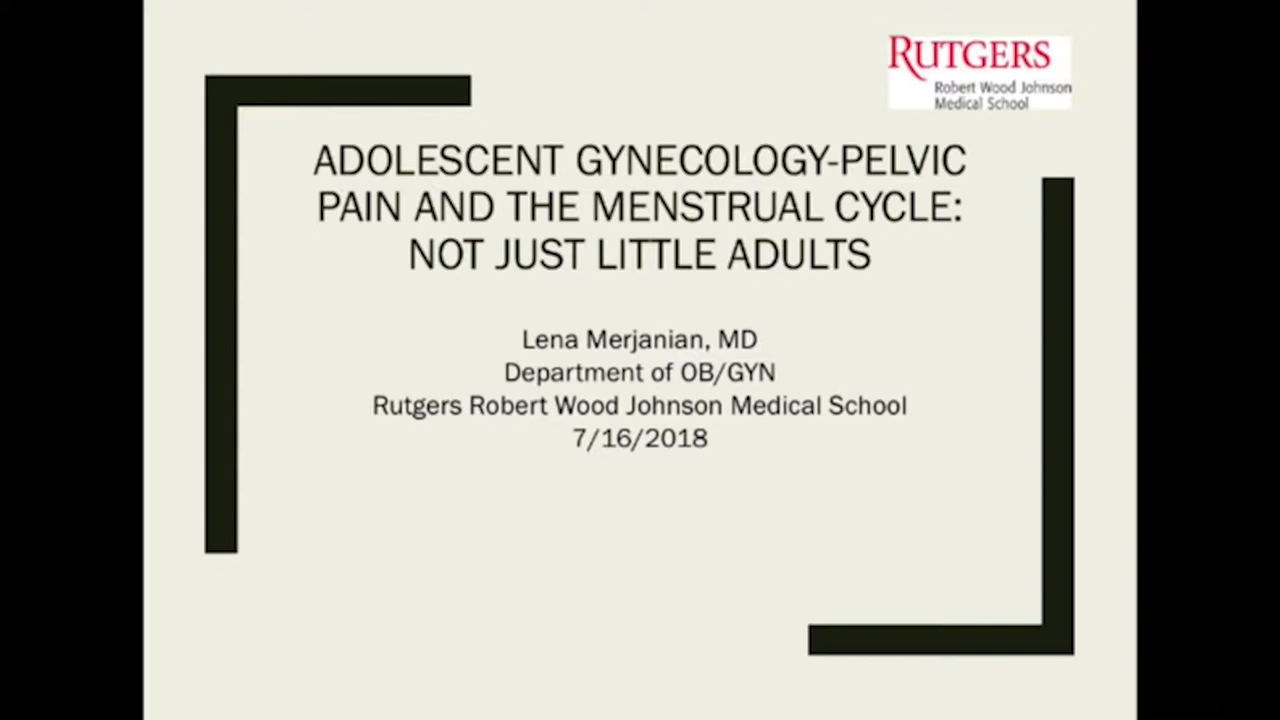 RUTGERS
Robert Wood Johnson
Medical School
ADOLESCENT GYNECOLOGY-PELVIC
PAIN AND THE MENSTRUAL CYCLE:
NOT JUST LITTLE ADULTS
Lena Merjanian, MD
Department of OB/GYN
Rutgers Robert Wood Johnson Medical School
7/16/2018